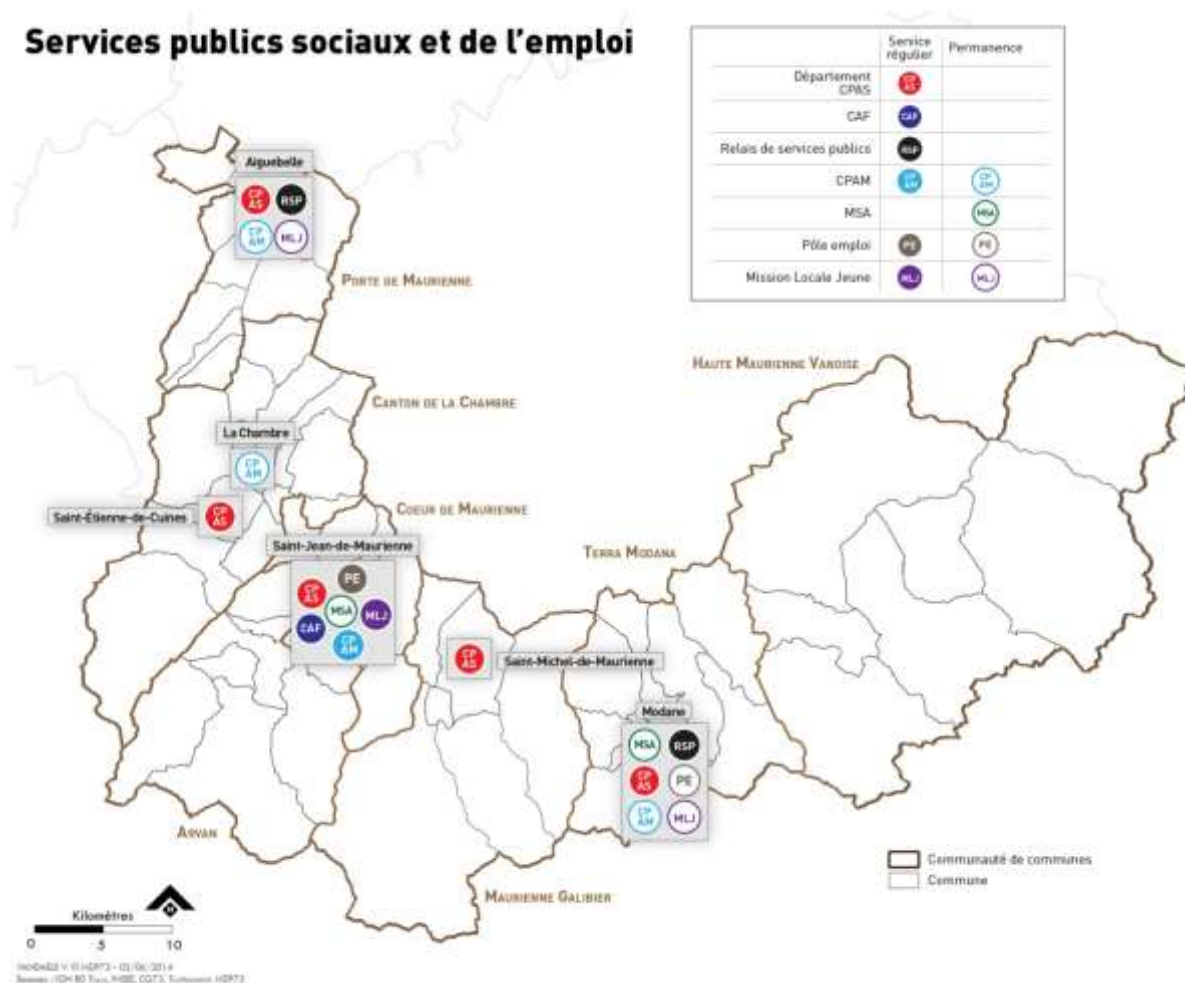 Services publics sociaux et de l'emploi
Service régulier
Permanence
Département CPAS
CP AS
CAF
CAF
Relais de services publics
RSP
CPAM
CP AM
CP AM
MSA
MSA
Pôle emploi
PE
PE
Mission Locale Jeune
MLJ
MLJ
Aiguebelle
CP AS
RSP
CP AM
MLJ
PORTE DE MAURIENNE
HAUTE MAURIENNE VANOISE
CANTON DE LA CHAMBRE
La Chambre
CP AM
Saint-Étienne-de-Cuines
CP AS
COEUR DE MAURIENNE
Saint-Jean-de-Maurienne
PE
CP AS
MSA
MLJ
CAF
CP AM
TERRA MODANA
CP AS
Saint-Michel-de-Maurienne
Modane
MSA
RSP
CP AS
PE
CP AM
MLJ
ARVAN
MAURIENNE GALIBIER
Communauté de communes
Commune
N
Kilomètres
0 5 10